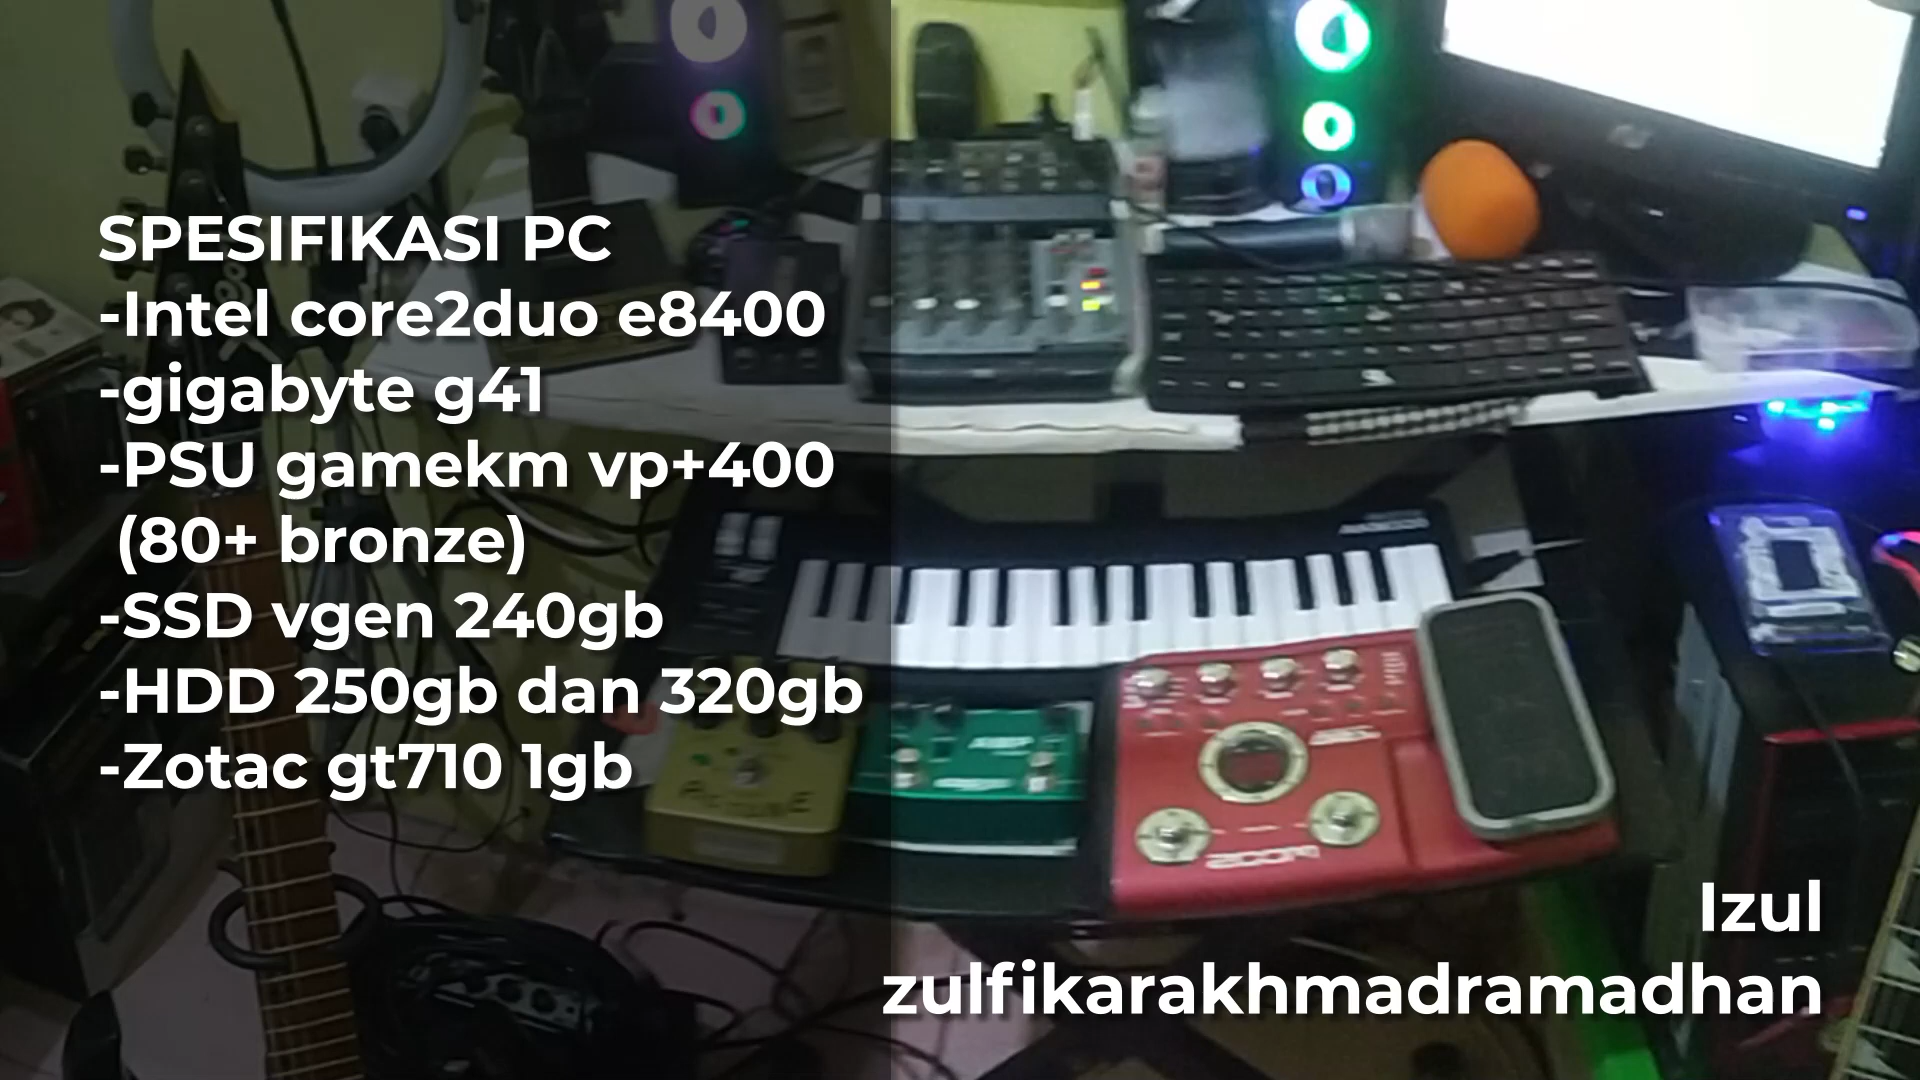 SPESIFIKASI PC
-Intel core2duo e8400
-gigabyte g41
-PSU gamekm vp+400
(80+ bronze)
-SSD vgen 240gb
-HDD 250gb dan 320gb
-Zotac gt710 1gb
ZOOM
Izul
zulfikarakhmadramadhan